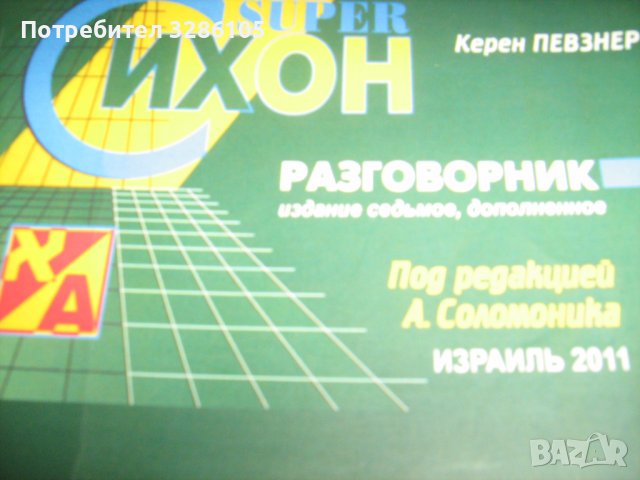 Потребител 3286105
SUPER
СИХОН
Керен ПЕВЗНЕР
РАЗГОВОРНИК
издание седьмое, дополненное
א/А
Под редакцией
А. Соломоника
ИЗРАИЛЬ 2011
BAZAR